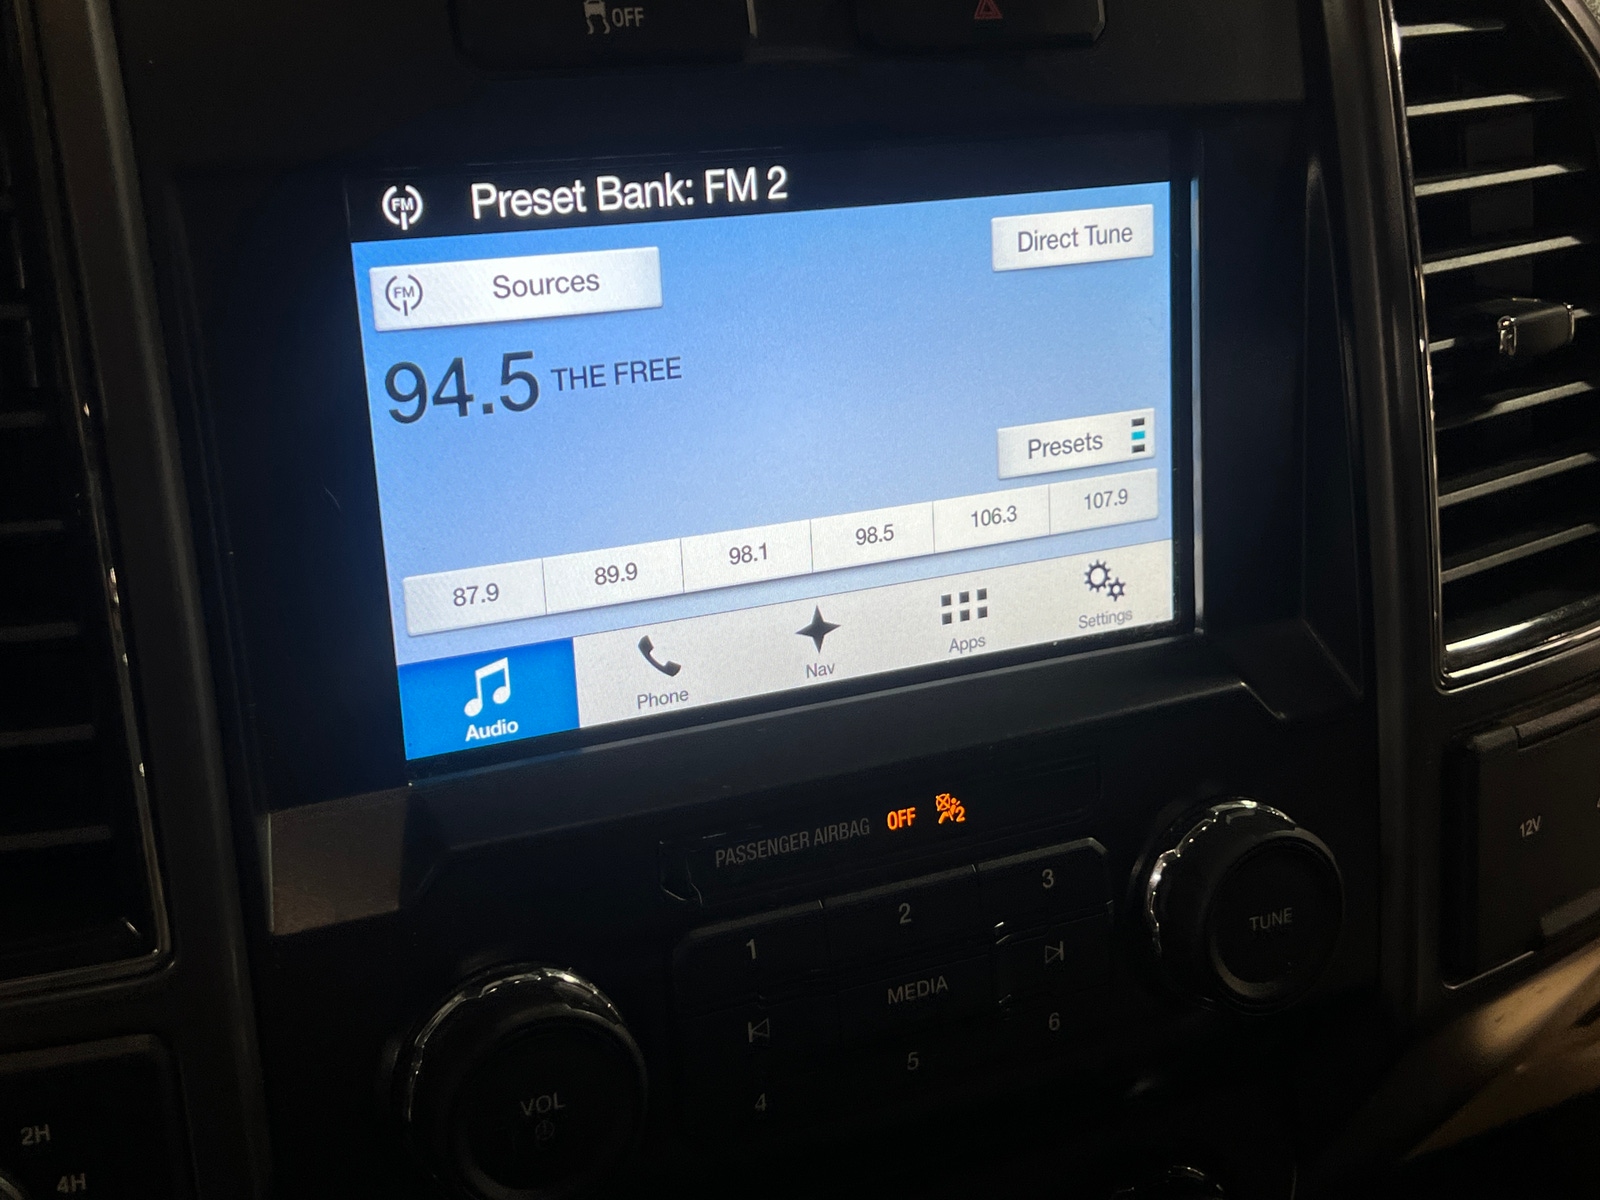 OFF
FM Preset Bank: FM 2
FM Sources
Direct Tune
94.5 THE FREE
Presets
87.9 89.9 98.1 98.5 106.3 107.9
Audio Phone Nav Apps Settings
PASSENGER AIRBAG OFF 2
1 2 3
MEDIA
4 5 6
VOL
TUNE
12V
2H
4H